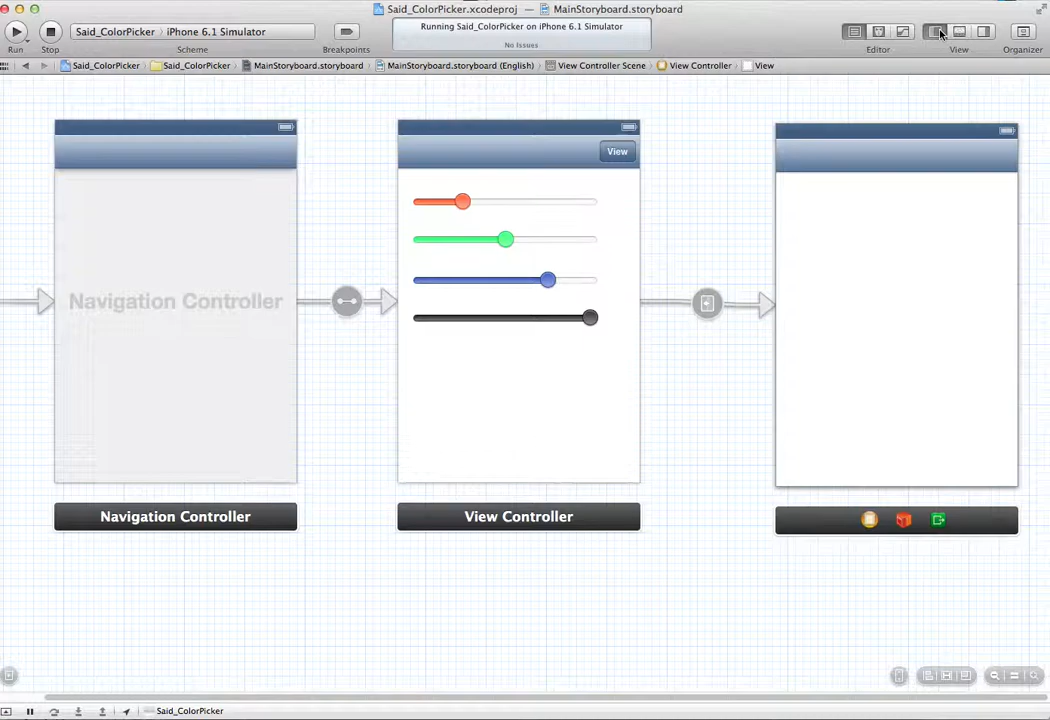 Said_ColorPicker.xcodeproj — MainStoryboard.storyboard
Said_ColorPicker iPhone 6.1 Simulator
Running Said_ColorPicker on iPhone 6.1 Simulator
No Issues
Run
Stop
Scheme
Breakpoints
Editor
View
Organizer
Said_ColorPicker
Said_ColorPicker
MainStoryboard.storyboard
MainStoryboard.storyboard (English)
View Controller Scene
View Controller
View
View
Navigation Controller
Navigation Controller
View Controller
Said_ColorPicker